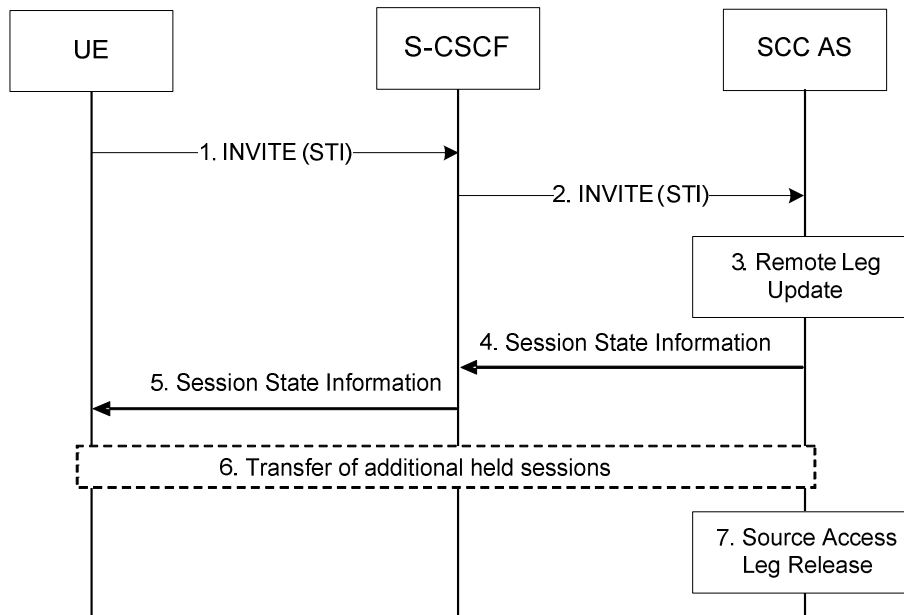 UE
S-CSCF
SCC AS
1. INVITE (STI)
2. INVITE (STI)
3. Remote Leg
Update
4. Session State Information
5. Session State Information
6. Transfer of additional held sessions
7. Source Access
Leg Release